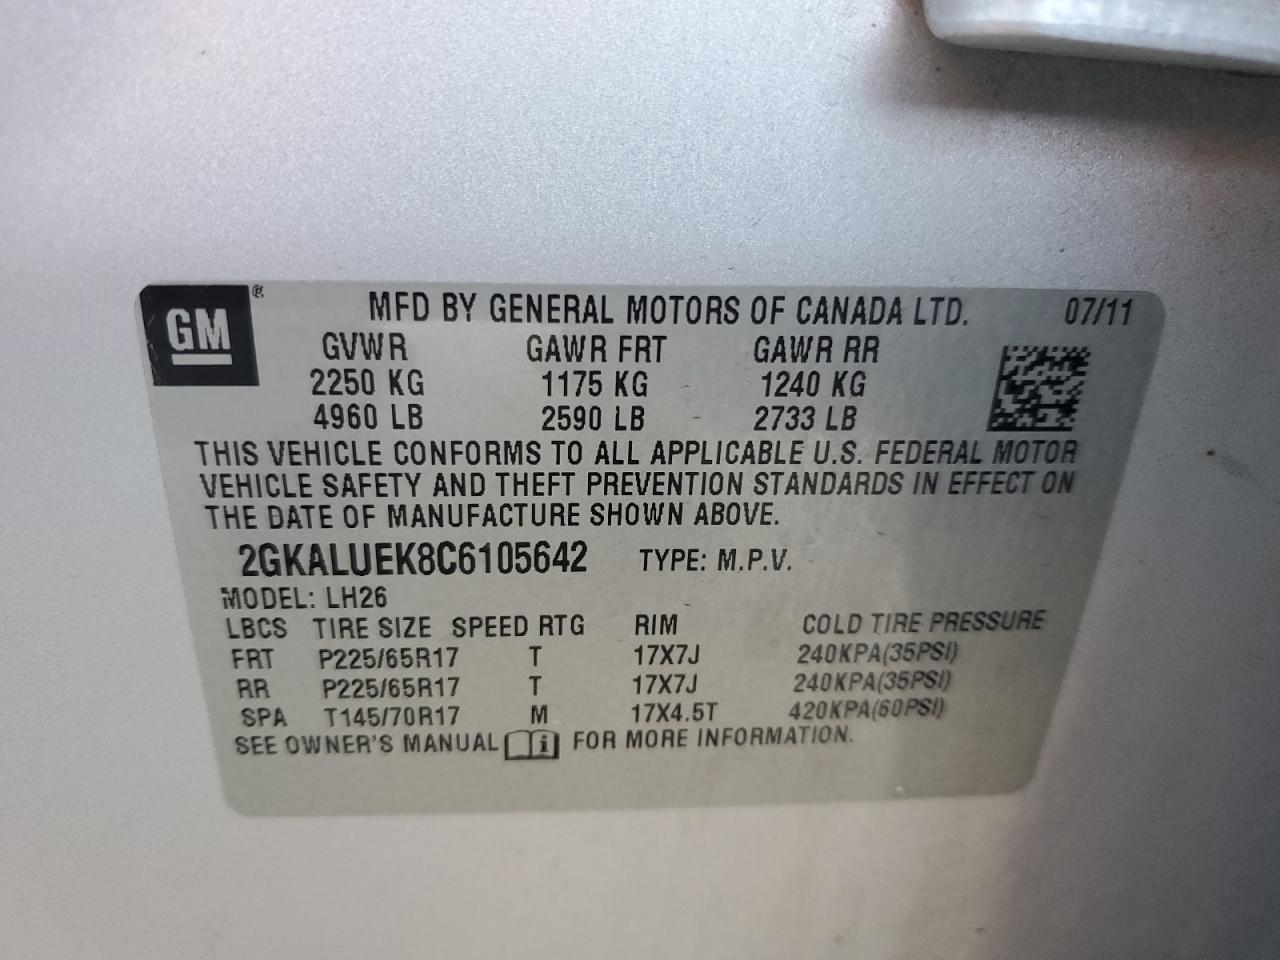 GM ® MFD BY GENERAL MOTORS OF CANADA LTD. 07/11
GVWR GAWR FRT GAWR RR
2250 KG 1175 KG 1240 KG
4960 LB 2590 LB 2733 LB
THIS VEHICLE CONFORMS TO ALL APPLICABLE U.S. FEDERAL MOTOR
VEHICLE SAFETY AND THEFT PREVENTION STANDARDS IN EFFECT ON
THE DATE OF MANUFACTURE SHOWN ABOVE.
2GKALUEK8C6105642 TYPE: M.P.V.
MODEL: LH26
LBCS TIRE SIZE SPEED RTG RIM COLD TIRE PRESSURE
FRT P225/65R17 T 17X7J 240KPA(35PSI)
RR P225/65R17 T 17X7J 240KPA(35PSI)
SPA T145/70R17 M 17X4.5T 420KPA(60PSI)
SEE OWNER'S MANUAL i FOR MORE INFORMATION.